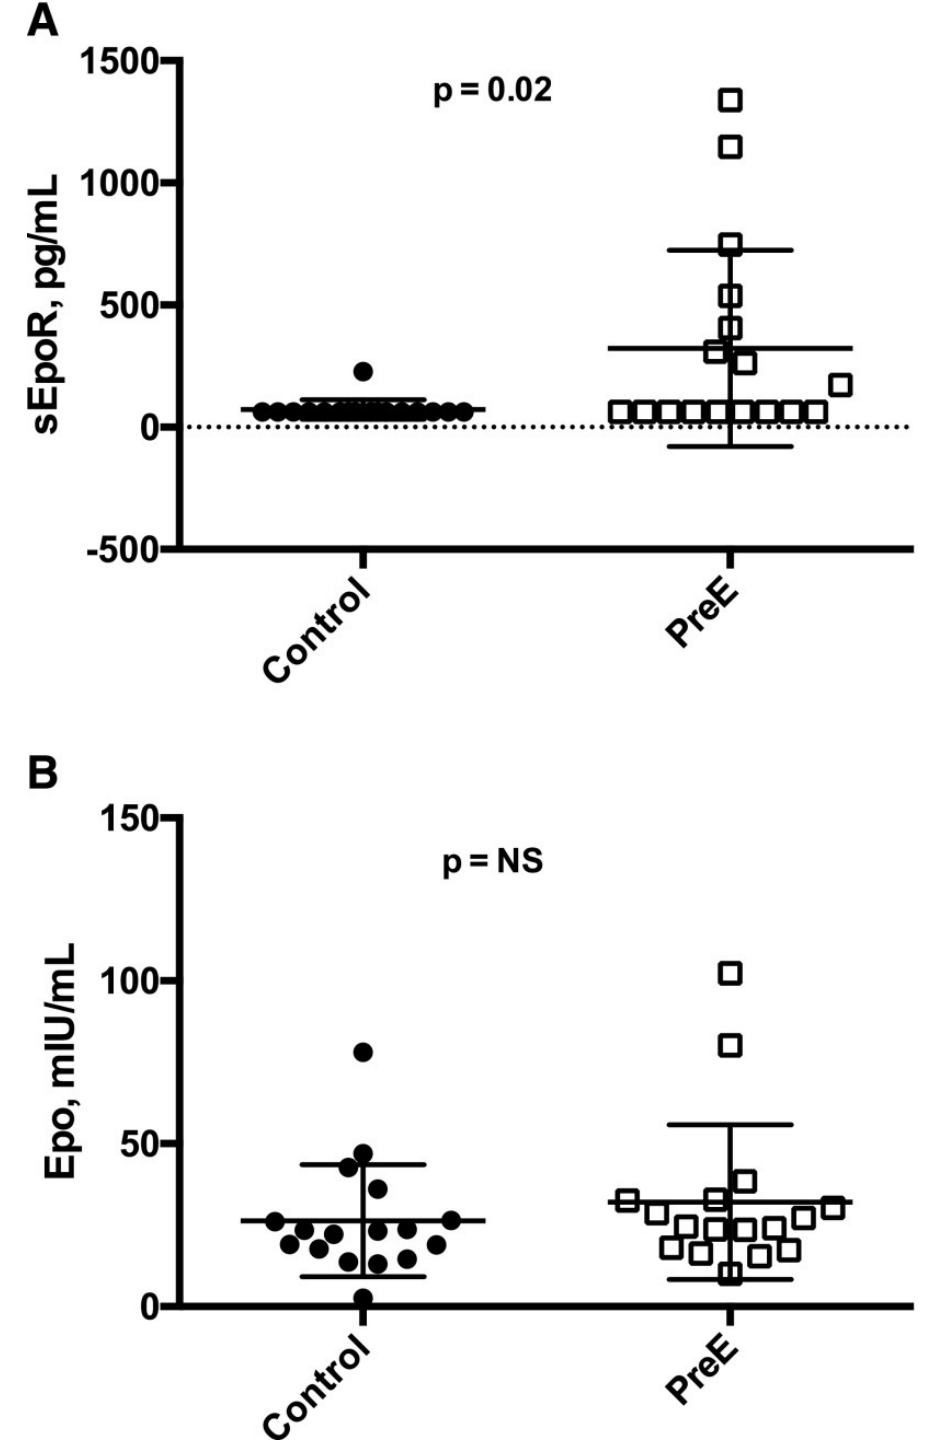 A
1500
p = 0.02
1000
sEpoR, pg/mL
500
0
-500
Control
PreE
B
150
p = NS
100
Epo, mIU/mL
50
0
Control
PreE